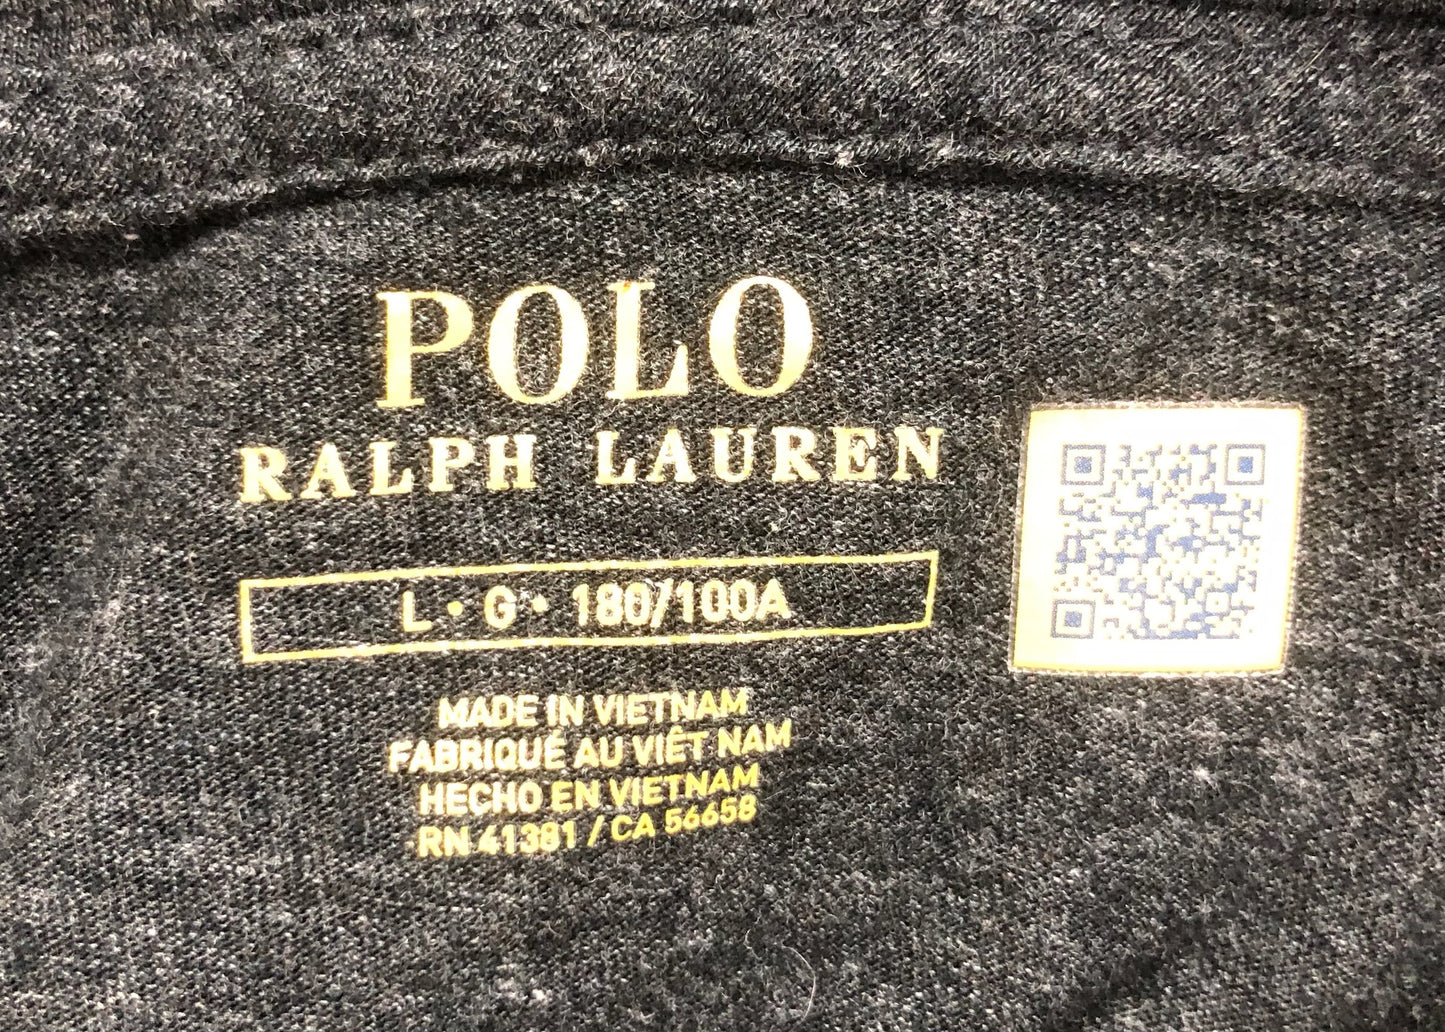 POLO
RALPH LAUREN
L • G • 180/100A
MADE IN VIETNAM
FABRIQUÉ AU VIÊT NAM
HECHO EN VIETNAM
RN 41381 / CA 56658